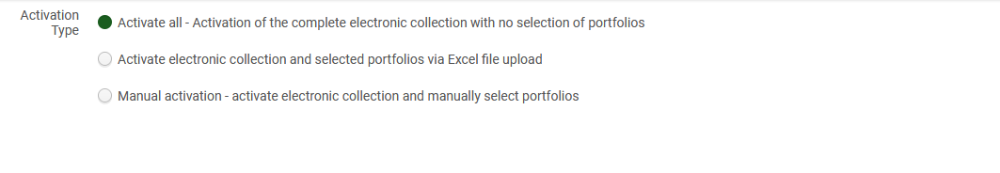 Activation
Type
Activate all - Activation of the complete electronic collection with no selection of portfolios
Activate electronic collection and selected portfolios via Excel file upload
Manual activation - activate electronic collection and manually select portfolios